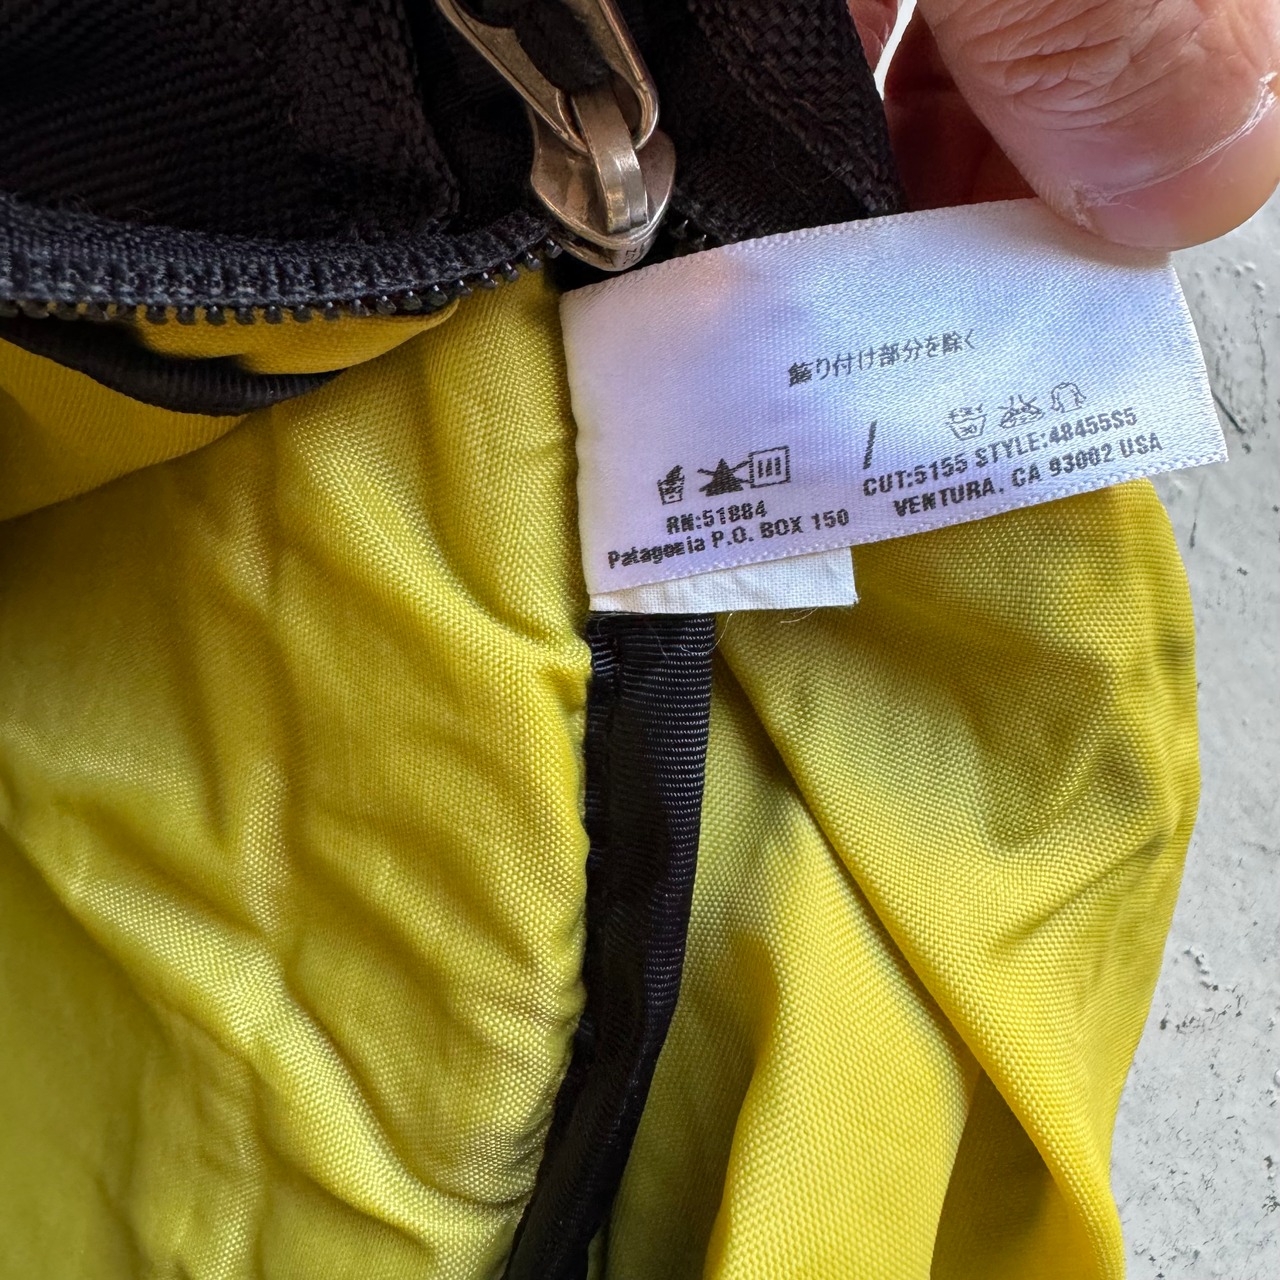 飾り付け部分を除く
CUT:5155 STYLE:48455S5
RN:51884
VENTURA, CA 93002 USA
Patagonia P.O. BOX 150